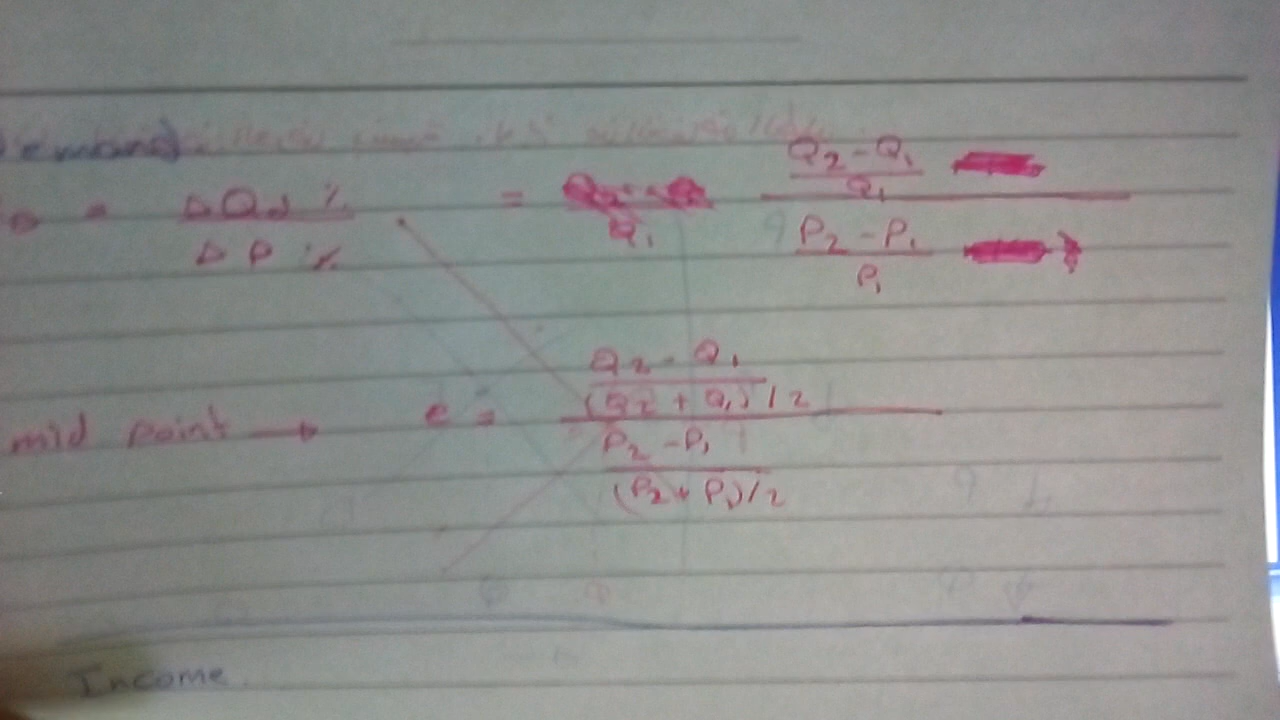 Demand
= ΔQd % / ΔP % = (Q2 - Q1)/Q1 / (P2 - P1)/P1
mid point → e = (Q2 - Q1)/((Q2 + Q1)/2) / (P2 - P1)/((P2 + P1)/2)
Income